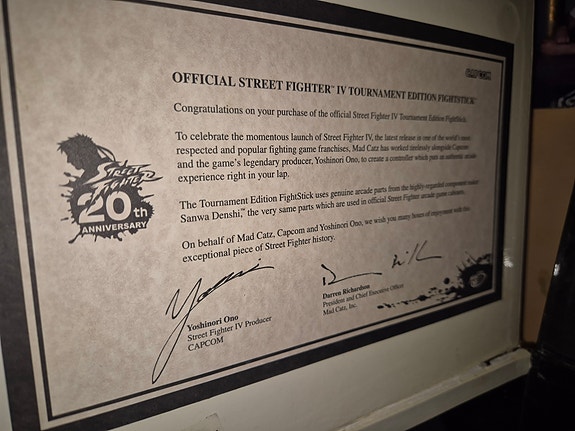 CAPCOM
OFFICIAL STREET FIGHTER™ IV TOURNAMENT EDITION FIGHTSTICK
Congratulations on your purchase of the official Street Fighter IV Tournament Edition FightStick.
To celebrate the momentous launch of Street Fighter IV, the latest release in one of the world's most
respected and popular fighting game franchises, Mad Catz has worked tirelessly alongside Capcom
and the game's legendary producer, Yoshinori Ono, to create a controller which puts an authentic arcade
experience right in your lap.
The Tournament Edition FightStick uses genuine arcade parts from the highly-regarded component maker
Sanwa Denshi," the very same parts which are used in official Street Fighter arcade game cabinets.
On behalf of Mad Catz, Capcom and Yoshinori Ono, we wish you many hours of enjoyment with this
exceptional piece of Street Fighter history.
STREET
FIGHTER
20th
ANNIVERSARY
Yoshinori Ono
Street Fighter IV Producer
CAPCOM
Darren Richardson
President and Chief Executive Officer
Mad Catz, Inc.